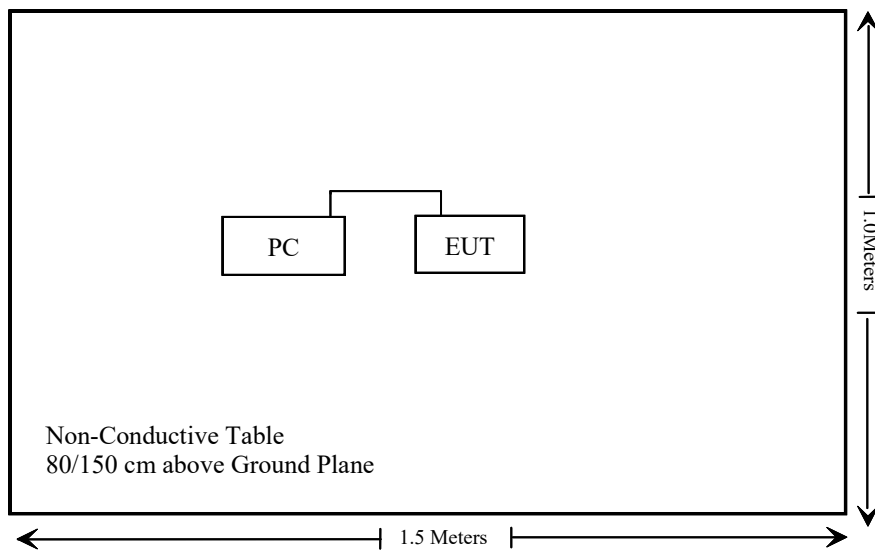 PC
EUT
1.0Meters
Non-Conductive Table
80/150 cm above Ground Plane
1.5 Meters